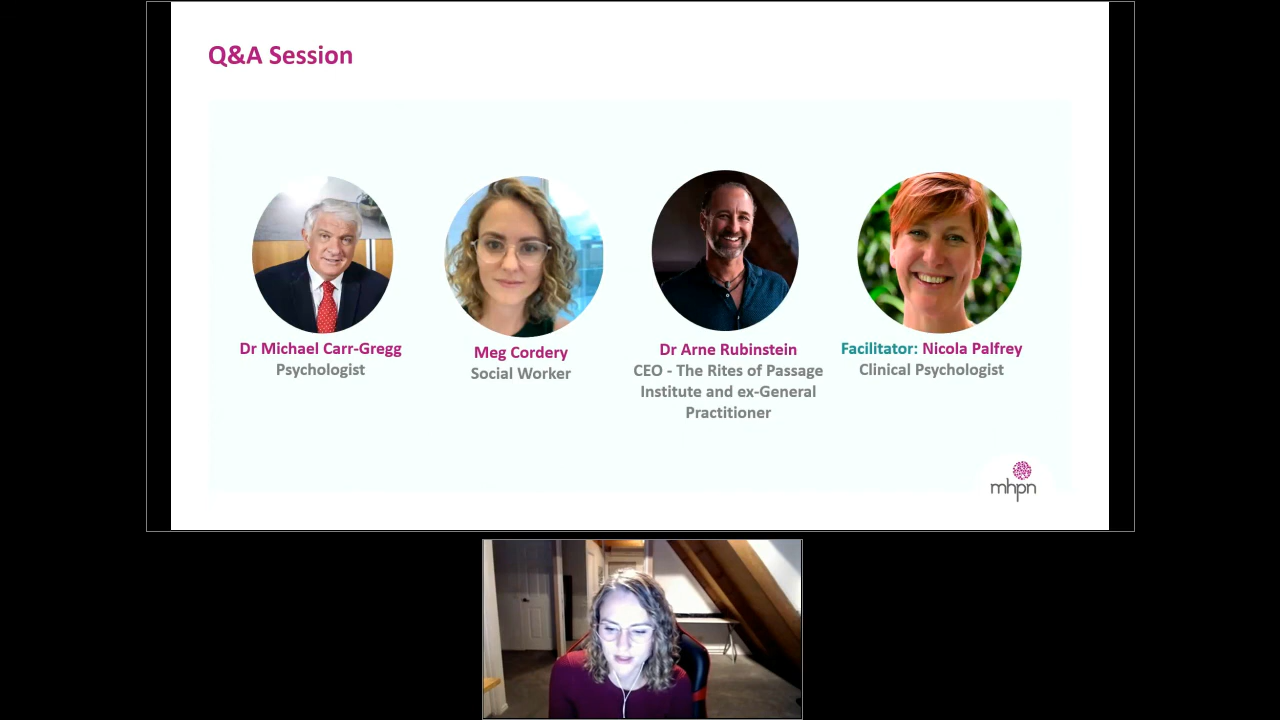 Q&A Session
Dr Michael Carr-Gregg
Psychologist
Meg Cordery
Social Worker
Dr Arne Rubinstein
CEO - The Rites of Passage
Institute and ex-General
Practitioner
Facilitator: Nicola Palfrey
Clinical Psychologist
mhpn